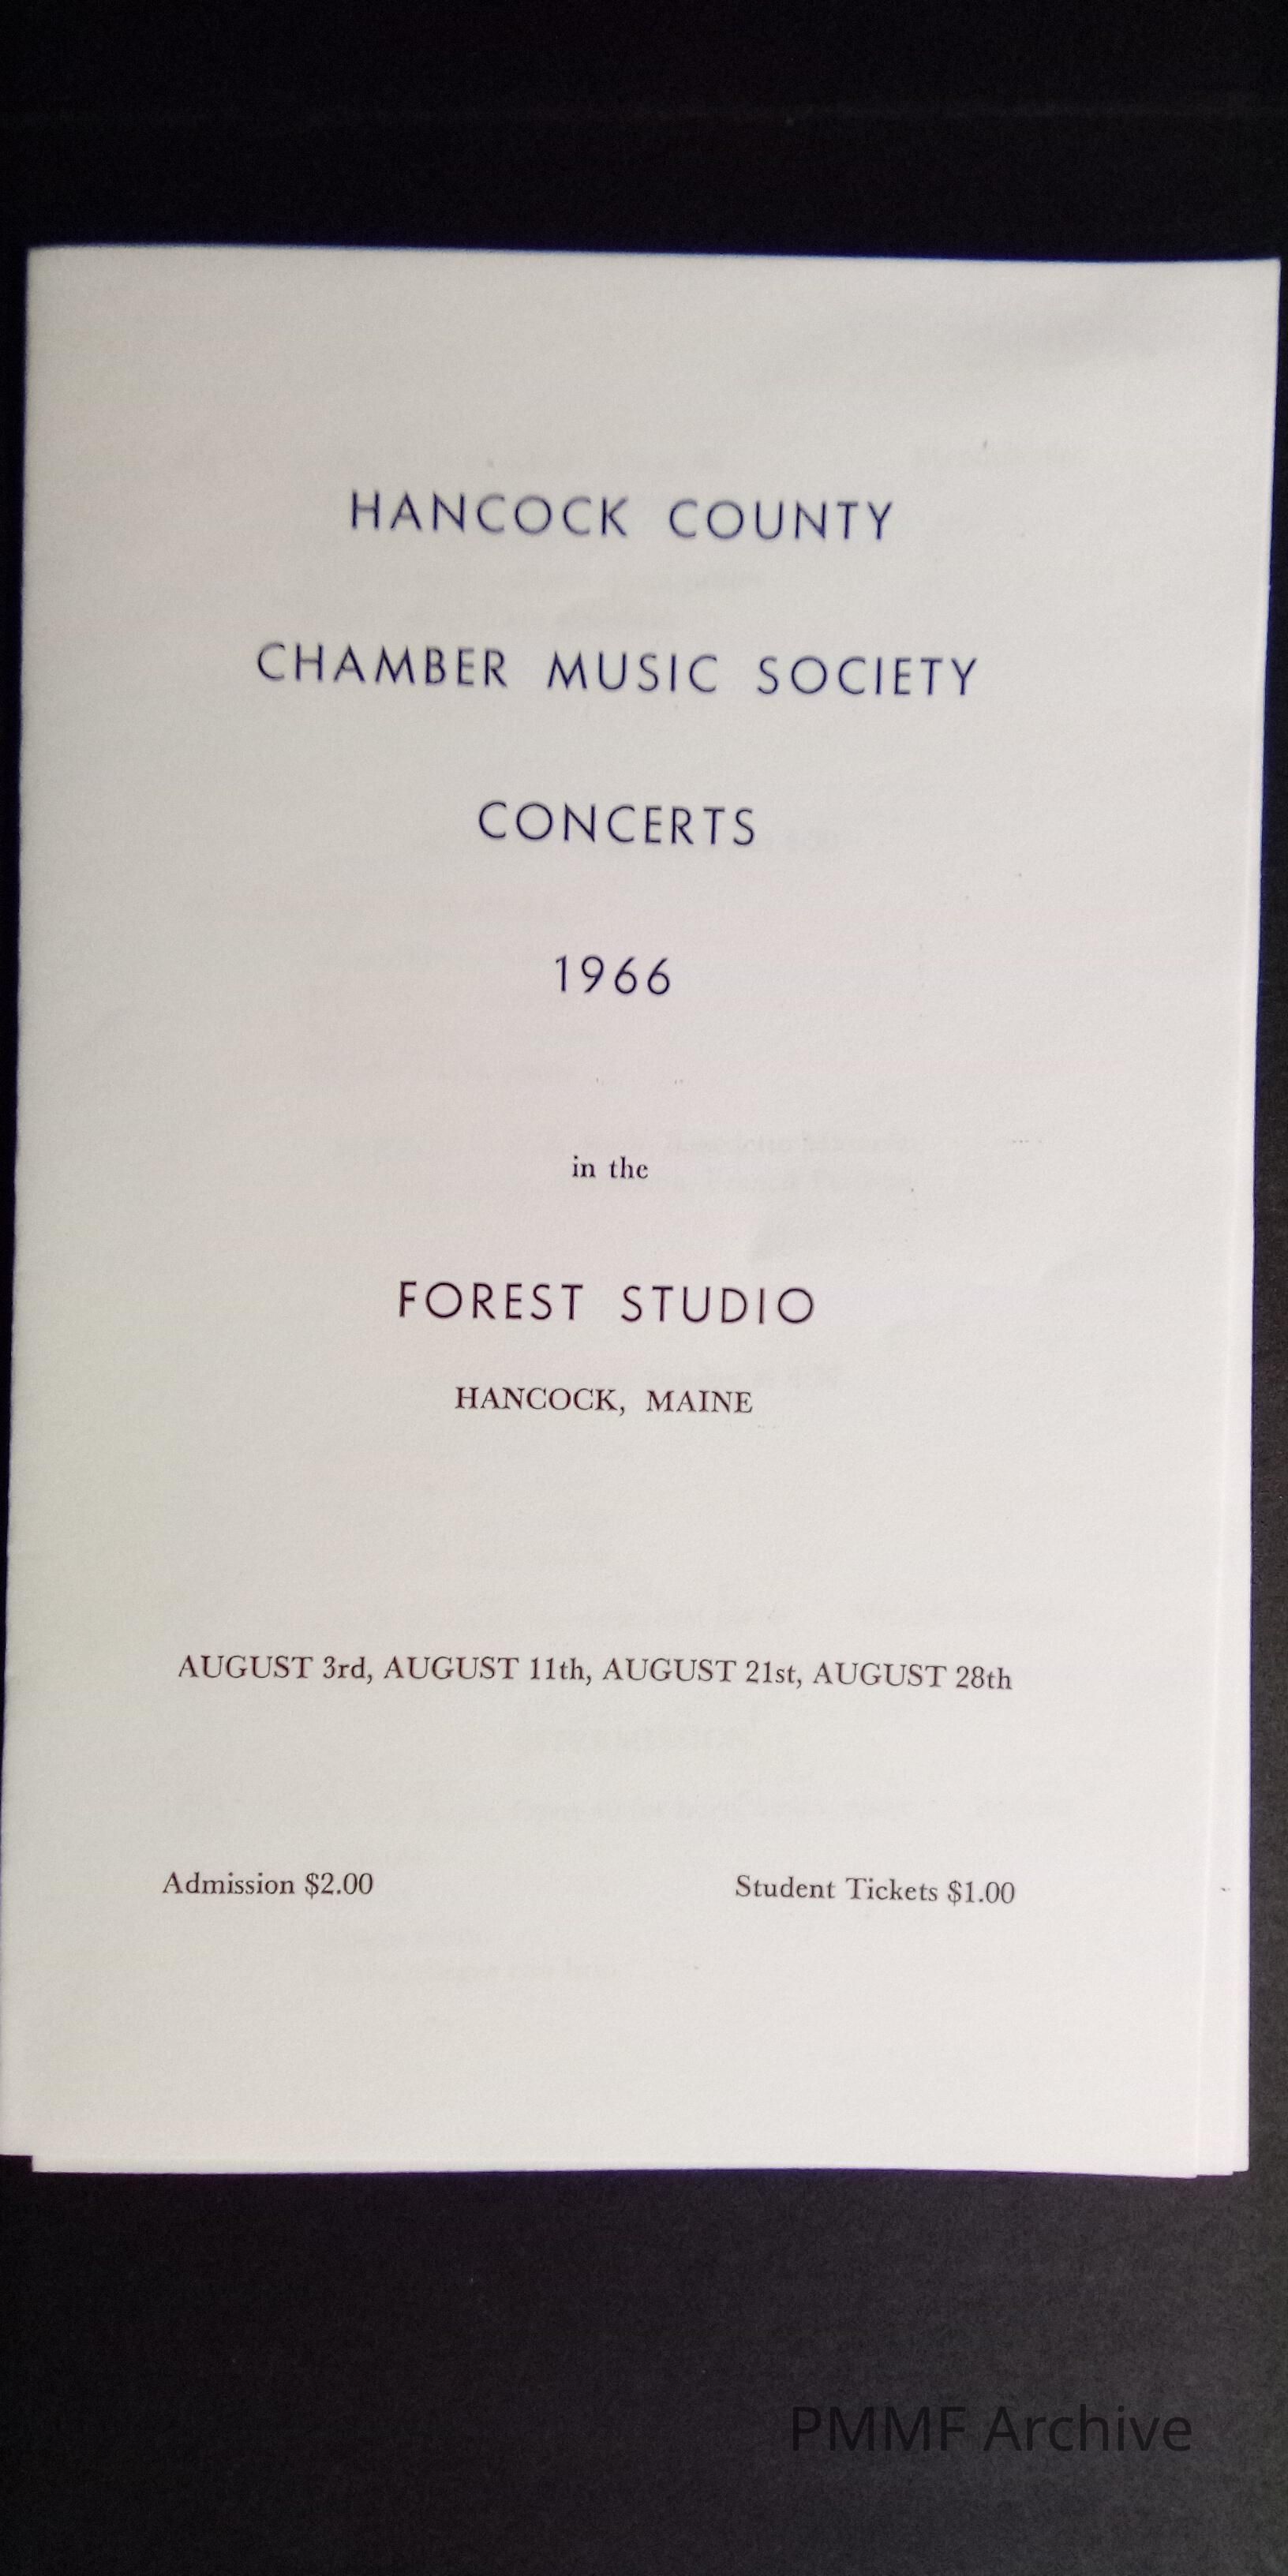 HANCOCK COUNTY
CHAMBER MUSIC SOCIETY
CONCERTS
1966
in the
FOREST STUDIO
HANCOCK, MAINE
AUGUST 3rd, AUGUST 11th, AUGUST 21st, AUGUST 28th
Admission $2.00 Student Tickets $1.00
PMMF Archive